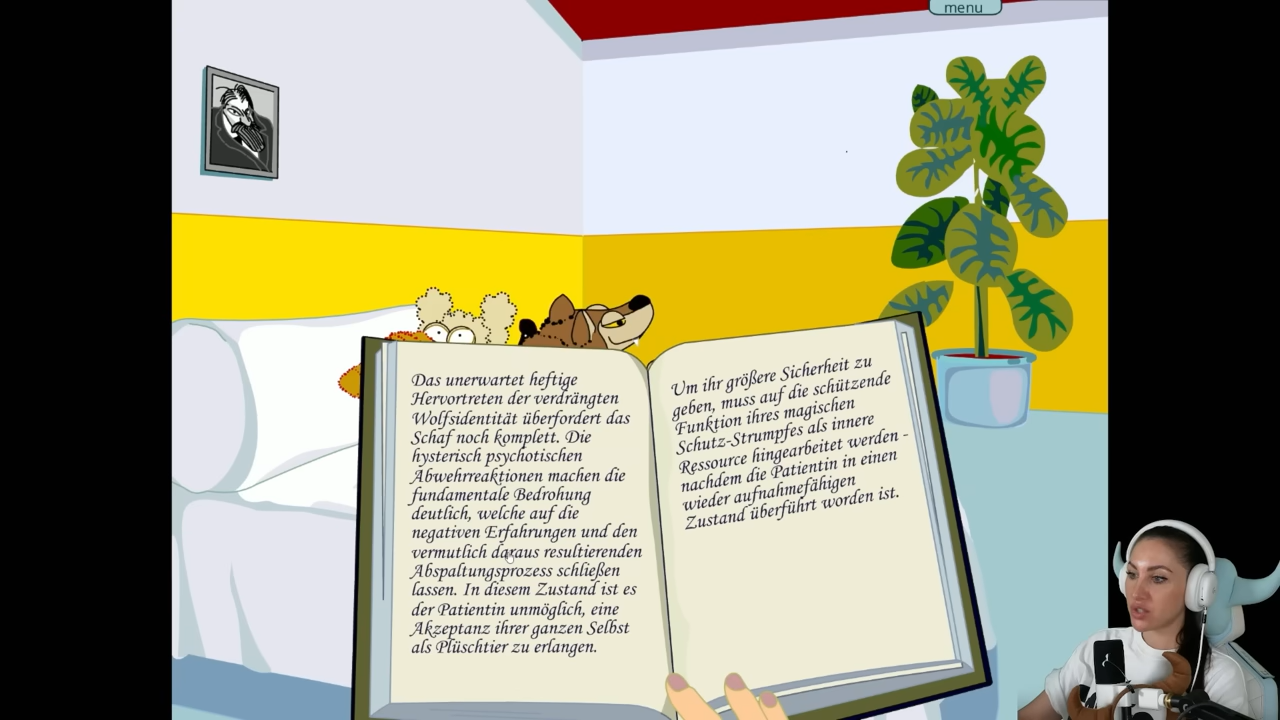 menu
Das unerwartet heftige
Hervortreten der verdrängten
Wolfsidentität überfordert das
Schaf noch komplett. Die
hysterisch psychotischen
Abwehrreaktionen machen die
fundamentale Bedrohung
deutlich, welche auf die
negativen Erfahrungen und den
vermutlich daraus resultierenden
Abspaltungsprozess schließen
lassen. In diesem Zustand ist es
der Patientin unmöglich, eine
Akzeptanz ihrer ganzen Selbst
als Plüschtier zu erlangen.
Um ihr größere Sicherheit zu
geben, muss auf die schützende
Funktion ihres magischen
Schutz-Strumpfes als innere
Ressource hingearbeitet werden -
nachdem die Patientin in einen
wieder aufnahmefähigen
Zustand überführt worden ist.